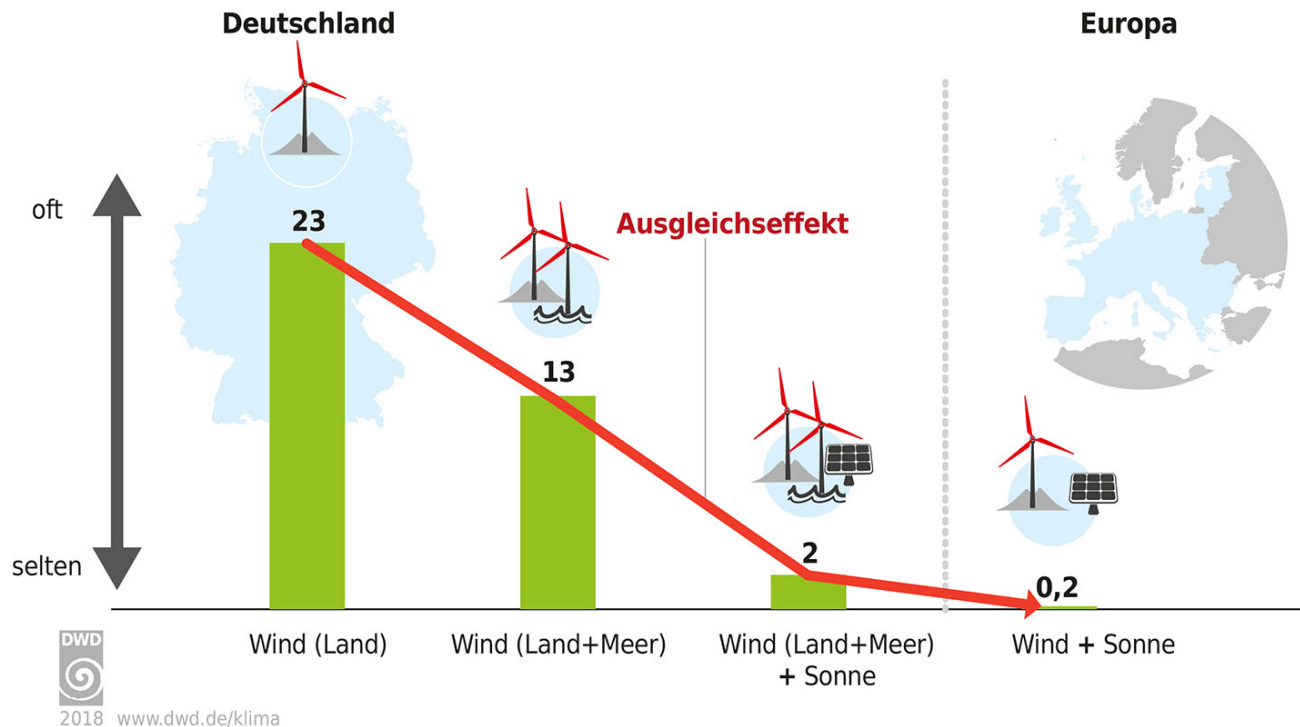 Deutschland
Europa
oft
23
Ausgleichseffekt
13
selten
2
0,2
Wind (Land)
Wind (Land+Meer)
Wind (Land+Meer)
+ Sonne
Wind + Sonne
DWD
2018 www.dwd.de/klima